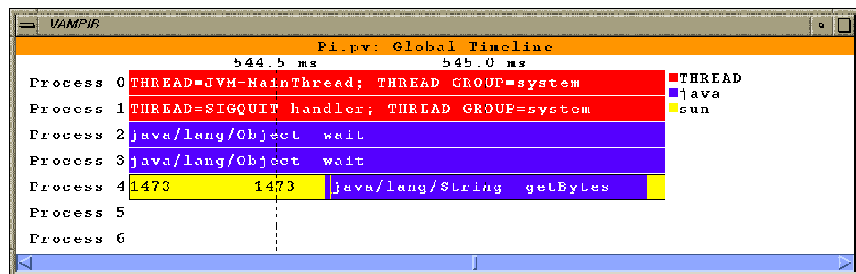 VAMPIR
Pi.pv: Global Timeline
544.5 ms 545.0 ms
Process 0 THREAD=JVM-MainThread; THREAD GROUP=system
THREAD
Process 1 THREAD=SIGQUIT handler; THREAD GROUP=system
java
sun
Process 2 java/lang/Object wait
Process 3 java/lang/Object wait
Process 4 1473 1473 java/lang/String getBytes
Process 5
Process 6